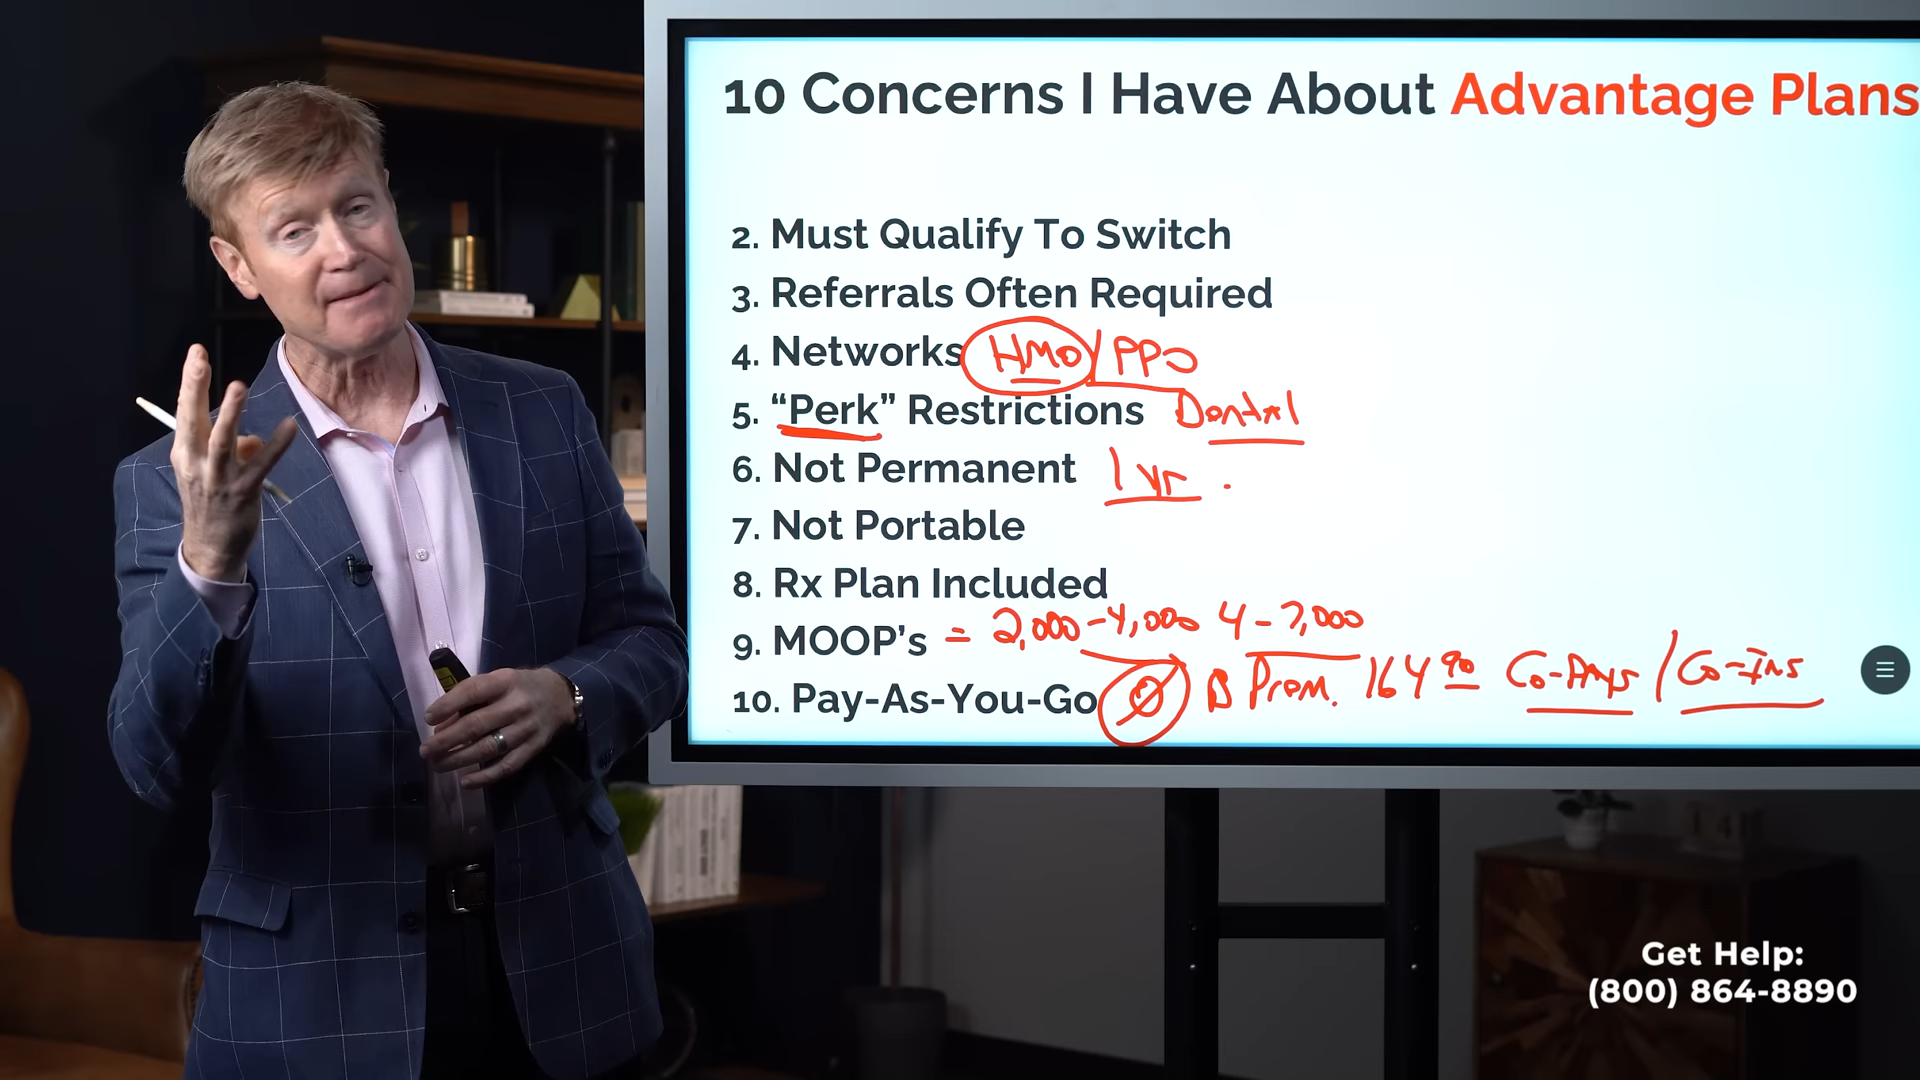 10 Concerns I Have About Advantage Plans
2. Must Qualify To Switch
3. Referrals Often Required
4. Networks HMO/PPO
5. “Perk” Restrictions Dental
6. Not Permanent 1 yr.
7. Not Portable
8. Rx Plan Included
9. MOOP’s = 2,000-4,000 4-7,000
10. Pay-As-You-Go 0 B Prem. 164 90 Co-Pays / Co-Ins
Get Help:
(800) 864-8890